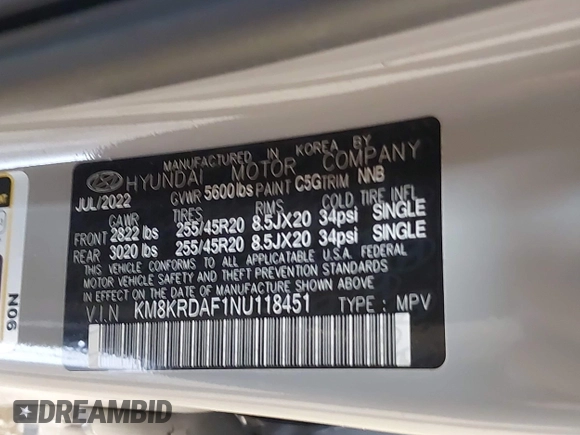 MANUFACTURED IN KOREA BY
HYUNDAI MOTOR COMPANY
JUL/2022 GVWR 5600lbs PAINT C5G TRIM NNB
GAWR TIRES RIMS COLD TIRE INFL.
FRONT 2822 lbs 255/45R20 8.5JX20 34psi SINGLE
REAR 3020 lbs 255/45R20 8.5JX20 34psi SINGLE
THIS VEHICLE CONFORMS TO ALL APPLICABLE U.S.A. FEDERAL
MOTOR VEHICLE SAFETY AND THEFT PREVENTION STANDARDS
IN EFFECT ON THE DATE OF MANUFACTURE SHOWN ABOVE.
V.I.N KM8KRDAF1NU118451 TYPE : MPV
N06
DREAMBID